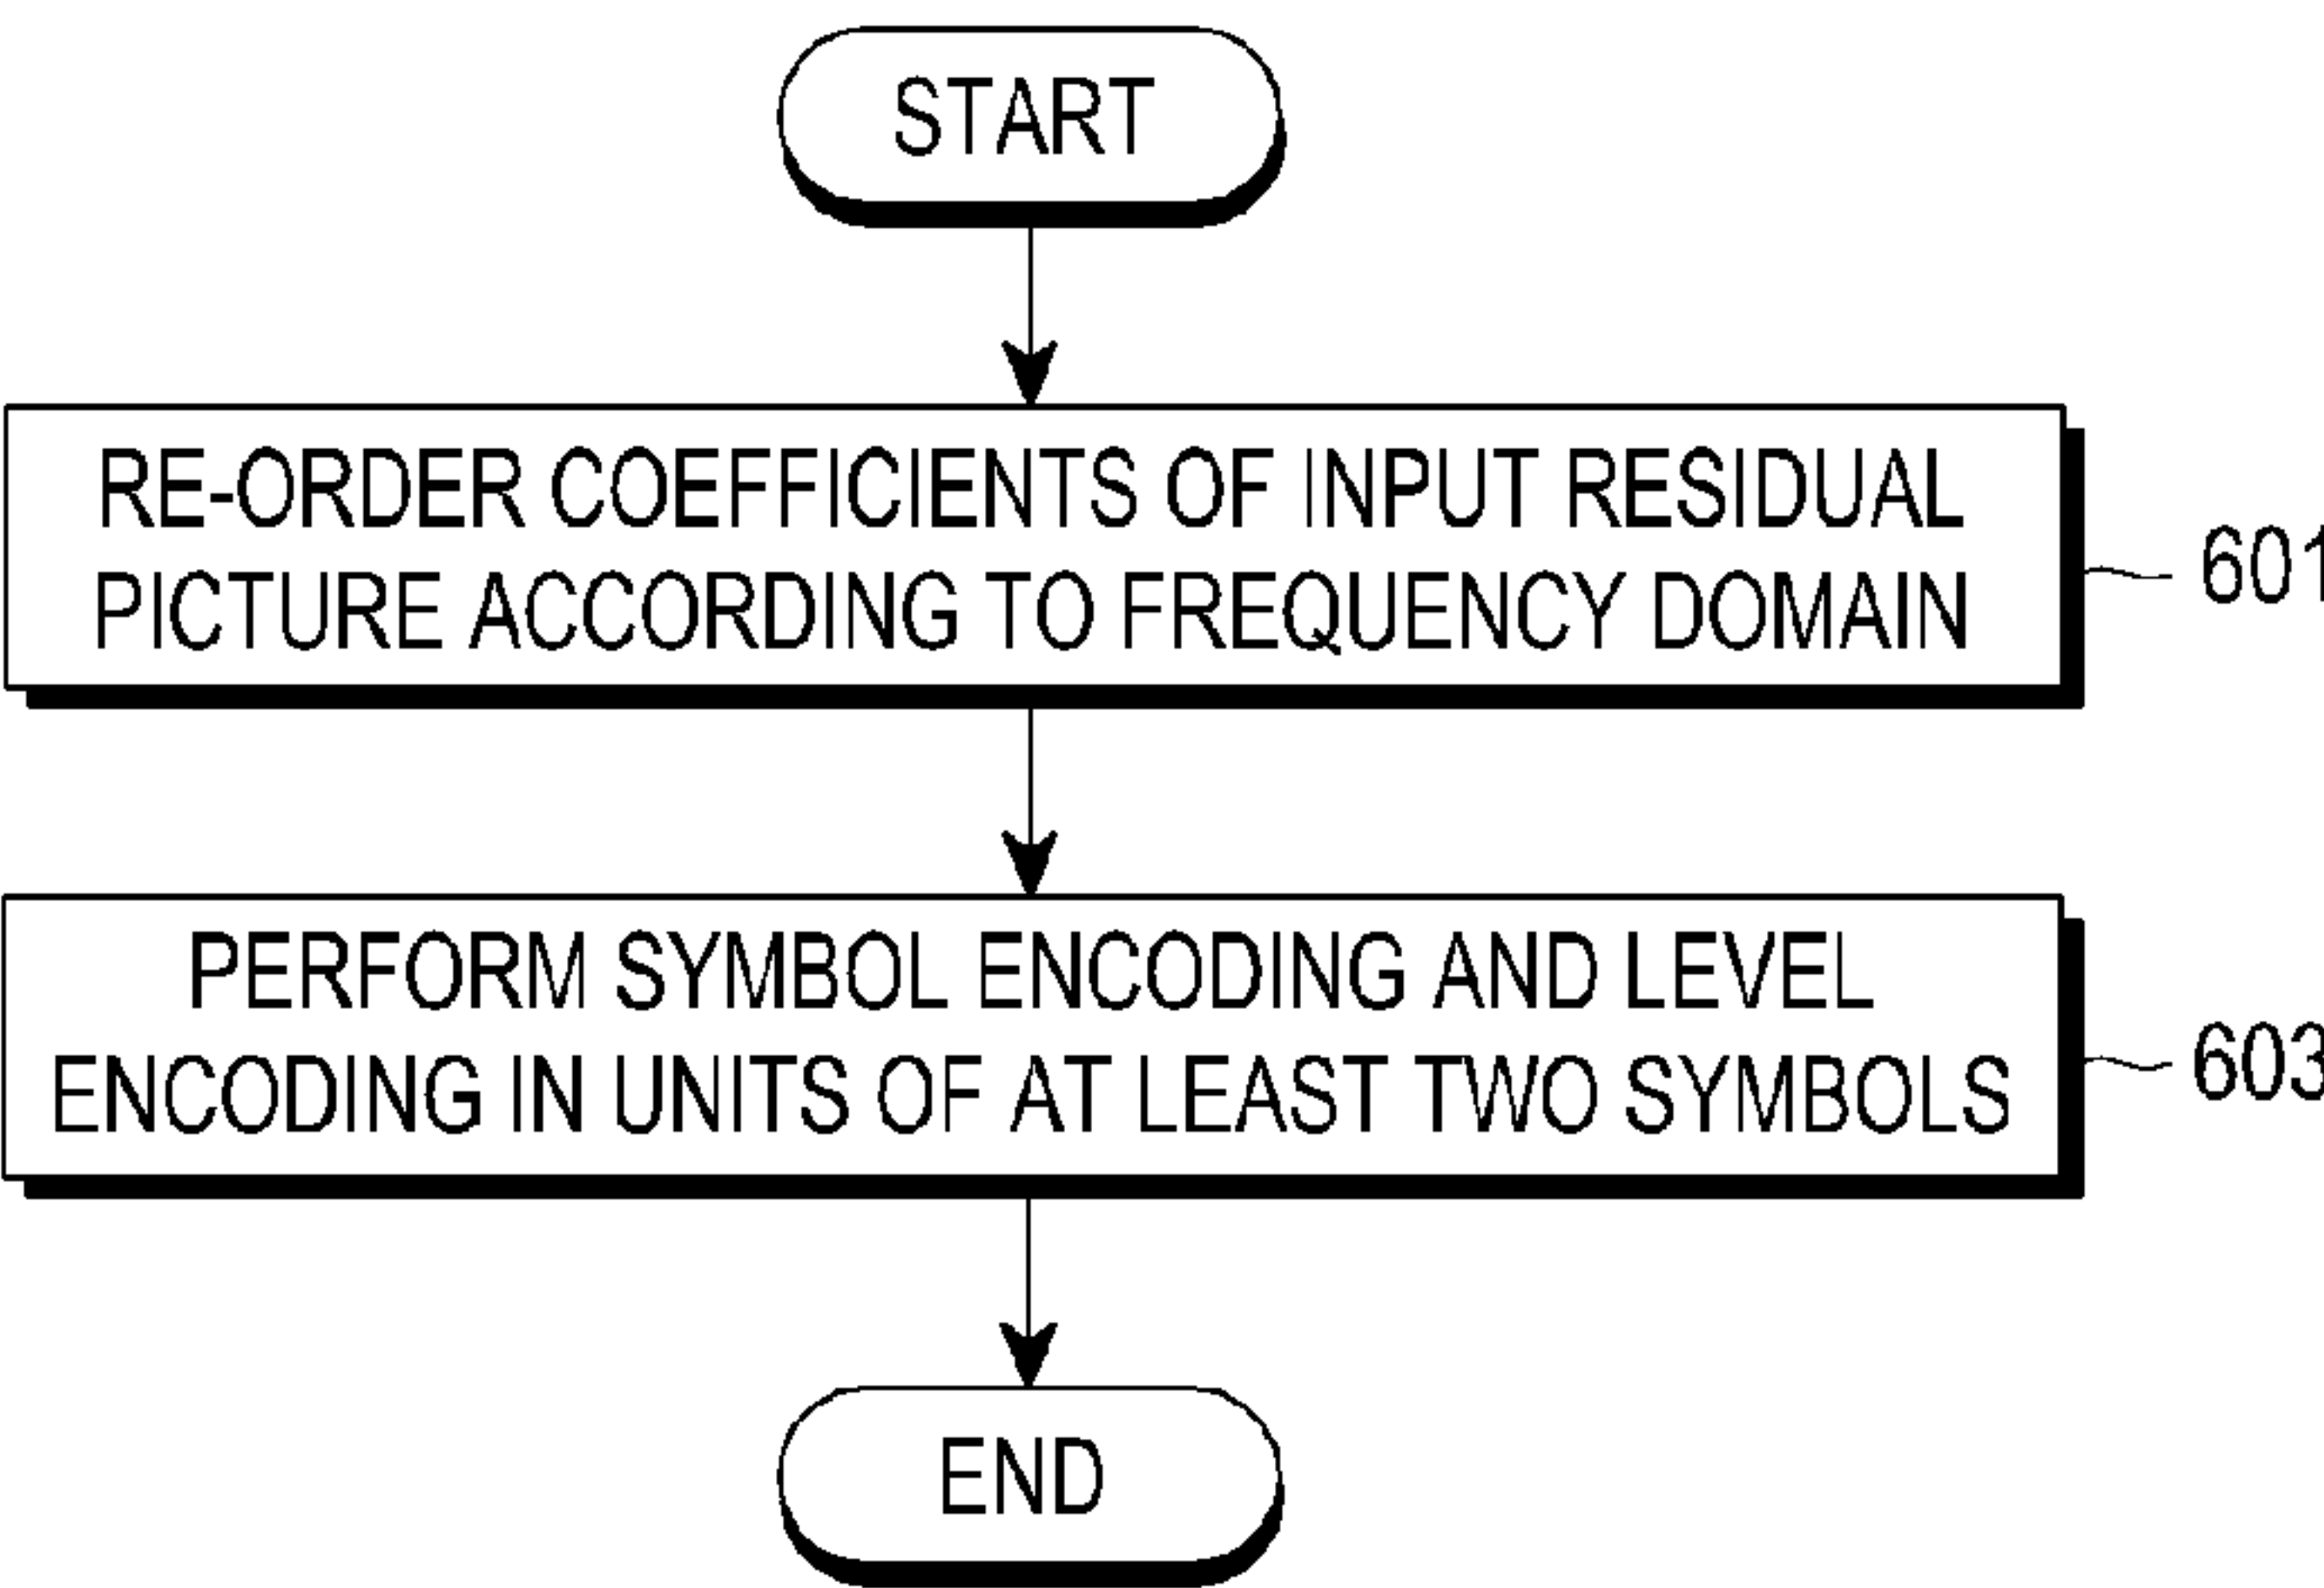 START
RE-ORDER COEFFICIENTS OF INPUT RESIDUAL
PICTURE ACCORDING TO FREQUENCY DOMAIN
601
PERFORM SYMBOL ENCODING AND LEVEL
ENCODING IN UNITS OF AT LEAST TWO SYMBOLS
603
END